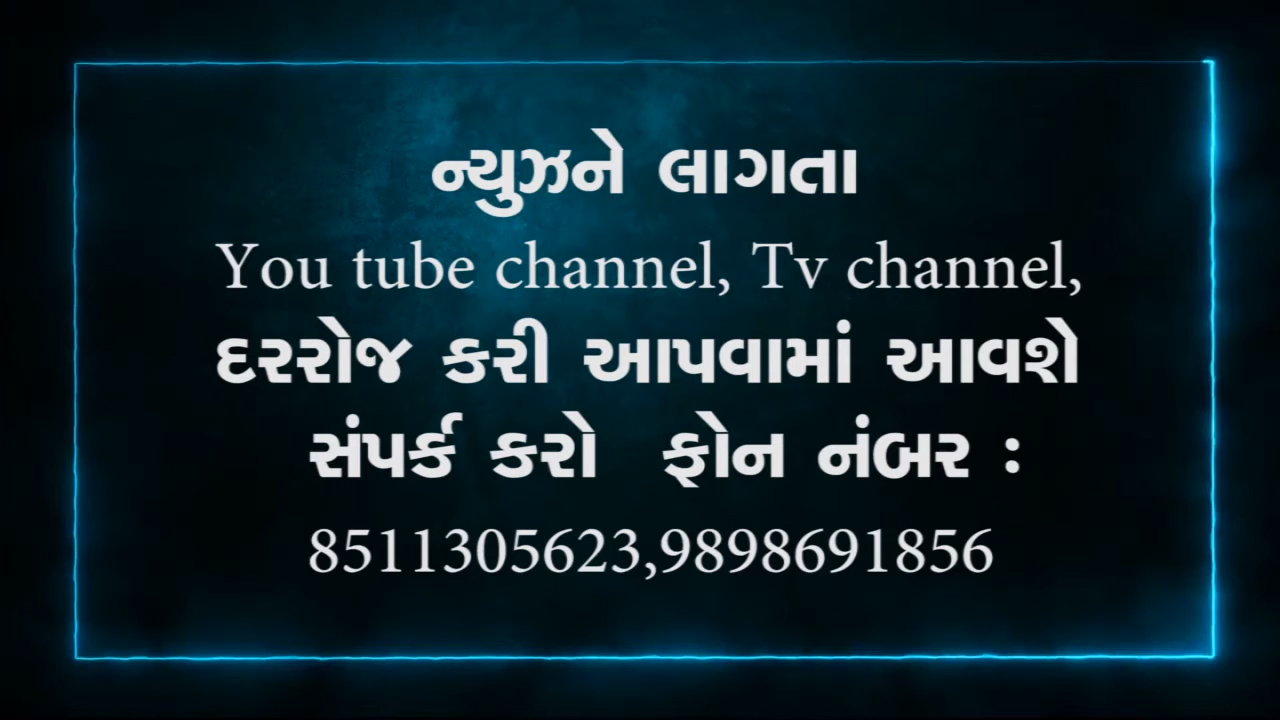 ન્યુઝને લાગતા
You tube channel, Tv channel,
દરરોજ કરી આપવામાં આવશે
સંપર્ક કરો ફોન નંબર :
8511305623,9898691856